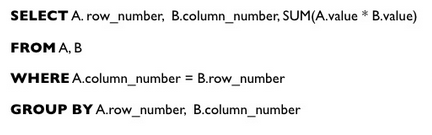 SELECT A. row_number, B.column_number, SUM(A.value * B.value)
FROM A, B
WHERE A.column_number = B.row_number
GROUP BY A.row_number, B.column_number